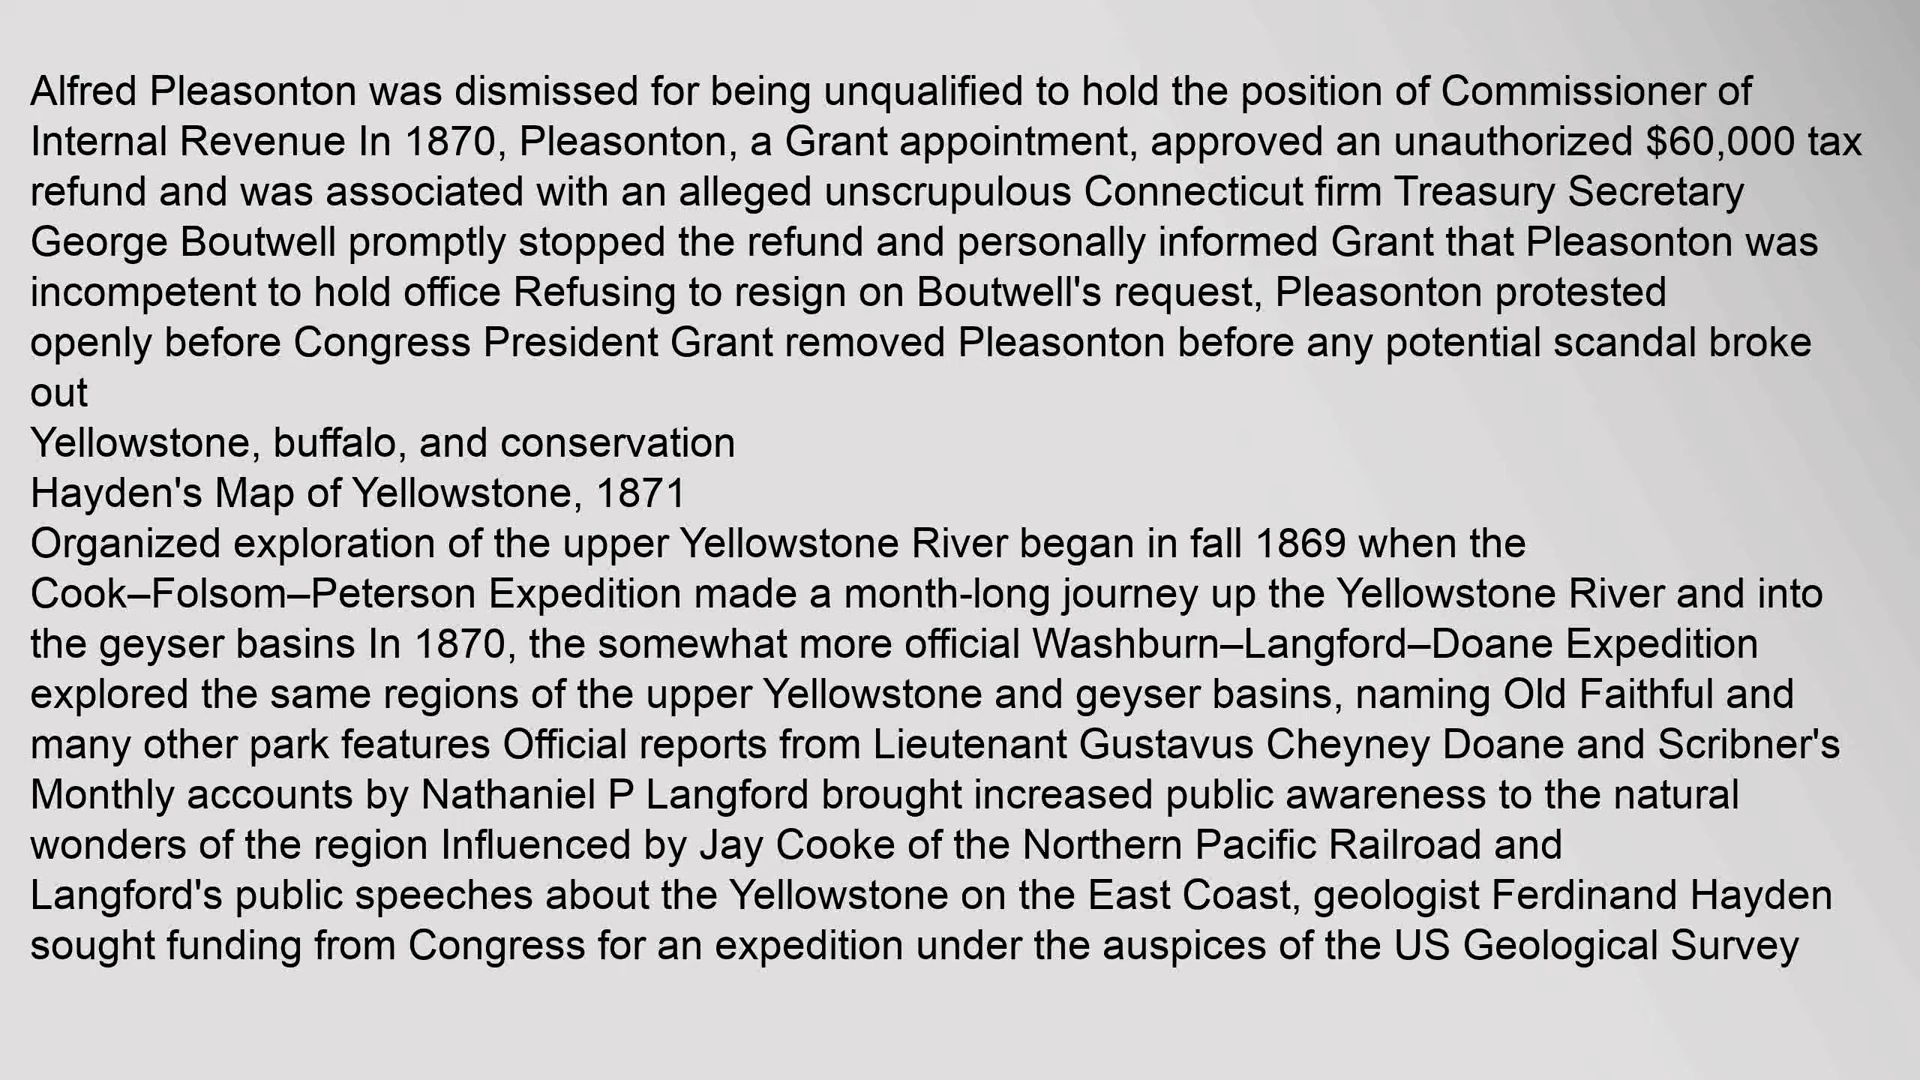 Alfred Pleasonton was dismissed for being unqualified to hold the position of Commissioner of
Internal Revenue In 1870, Pleasonton, a Grant appointment, approved an unauthorized $60,000 tax
refund and was associated with an alleged unscrupulous Connecticut firm Treasury Secretary
George Boutwell promptly stopped the refund and personally informed Grant that Pleasonton was
incompetent to hold office Refusing to resign on Boutwell's request, Pleasonton protested
openly before Congress President Grant removed Pleasonton before any potential scandal broke
out
Yellowstone, buffalo, and conservation
Hayden's Map of Yellowstone, 1871
Organized exploration of the upper Yellowstone River began in fall 1869 when the
Cook–Folsom–Peterson Expedition made a month-long journey up the Yellowstone River and into
the geyser basins In 1870, the somewhat more official Washburn–Langford–Doane Expedition
explored the same regions of the upper Yellowstone and geyser basins, naming Old Faithful and
many other park features Official reports from Lieutenant Gustavus Cheyney Doane and Scribner's
Monthly accounts by Nathaniel P Langford brought increased public awareness to the natural
wonders of the region Influenced by Jay Cooke of the Northern Pacific Railroad and
Langford's public speeches about the Yellowstone on the East Coast, geologist Ferdinand Hayden
sought funding from Congress for an expedition under the auspices of the US Geological Survey